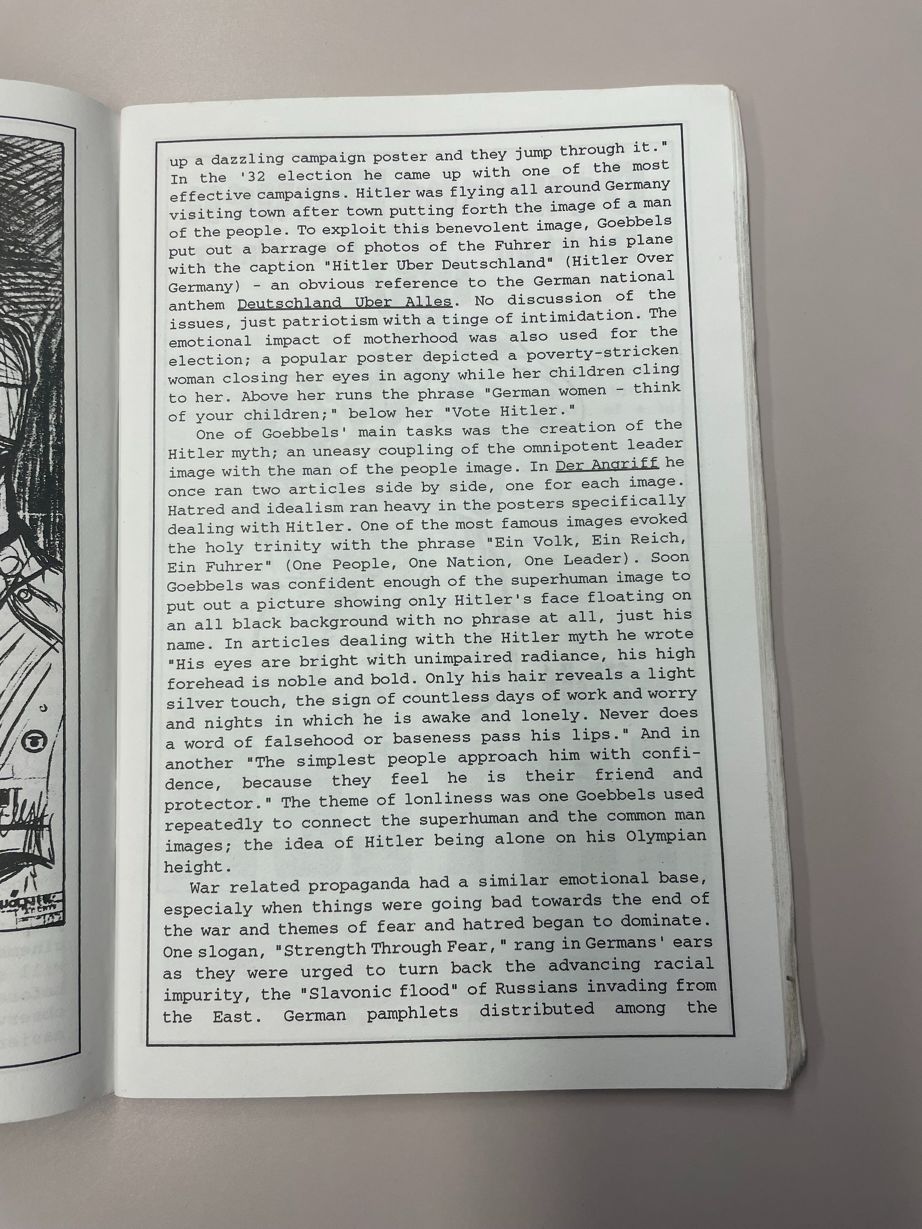 up a dazzling campaign poster and they jump through it."
In the '32 election he came up with one of the most
effective campaigns. Hitler was flying all around Germany
visiting town after town putting forth the image of a man
of the people. To exploit this benevolent image, Goebbels
put out a barrage of photos of the Fuhrer in his plane
with the caption "Hitler Uber Deutschland" (Hitler Over
Germany) - an obvious reference to the German national
anthem Deutschland Uber Alles. No discussion of the
issues, just patriotism with a tinge of intimidation. The
emotional impact of motherhood was also used for the
election; a popular poster depicted a poverty-stricken
woman closing her eyes in agony while her children cling
to her. Above her runs the phrase "German women - think
of your children;" below her "Vote Hitler."
One of Goebbels' main tasks was the creation of the
Hitler myth; an uneasy coupling of the omnipotent leader
image with the man of the people image. In Der Angriff he
once ran two articles side by side, one for each image.
Hatred and idealism ran heavy in the posters specifically
dealing with Hitler. One of the most famous images evoked
the holy trinity with the phrase "Ein Volk, Ein Reich,
Ein Fuhrer" (One People, One Nation, One Leader). Soon
Goebbels was confident enough of the superhuman image to
put out a picture showing only Hitler's face floating on
an all black background with no phrase at all, just his
name. In articles dealing with the Hitler myth he wrote
"His eyes are bright with unimpaired radiance, his high
forehead is noble and bold. Only his hair reveals a light
silver touch, the sign of countless days of work and worry
and nights in which he is awake and lonely. Never does
a word of falsehood or baseness pass his lips." And in
another "The simplest people approach him with confi-
dence, because they feel he is their friend and
protector." The theme of lonliness was one Goebbels used
repeatedly to connect the superhuman and the common man
images; the idea of Hitler being alone on his Olympian
height.
War related propaganda had a similar emotional base,
especialy when things were going bad towards the end of
the war and themes of fear and hatred began to dominate.
One slogan, "Strength Through Fear," rang in Germans' ears
as they were urged to turn back the advancing racial
impurity, the "Slavonic flood" of Russians invading from
the East. German pamphlets distributed among the